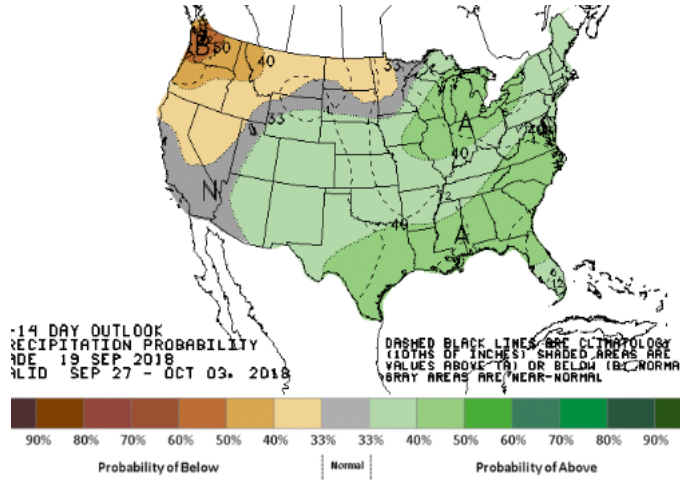 B 50
40
33
33
A
40
N
40
A
-14 DAY OUTLOOK
RECIPITATION PROBABILITY
ADE 19 SEP 2018
ALID SEP 27 - OCT 03, 2018
DASHED BLACK LINES ARE CLIMATOLOGY
(10THS OF INCHES) SHADED AREAS ARE
VALUES ABOVE (A) OR BELOW (B) NORMA
GRAY AREAS ARE NEAR-NORMAL
90% 80% 70% 60% 50% 40% 33% 33% 40% 50% 60% 70% 80% 90%
Probability of Below Normal Probability of Above